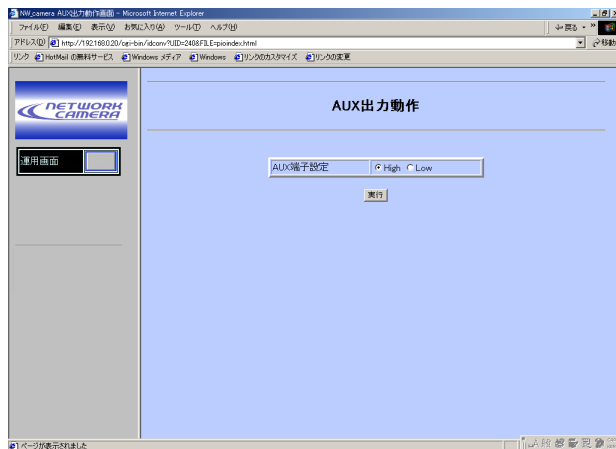 NW_camera AUX出力動作画面 - Microsoft Internet Explorer
ファイル(F) 編集(E) 表示(V) お気に入り(A) ツール(T) ヘルプ(H) 戻る
アドレス(D) http://192.168.0.20/cgi-bin/idconv?UID=240&FILE=pioindex.html 移動
リンク HotMail の無料サービス Windows メディア Windows リンクのカスタマイズ リンクの変更
NETWORK
CAMERA
運用画面
AUX出力動作
AUX端子設定 High Low
実行
ページが表示されました